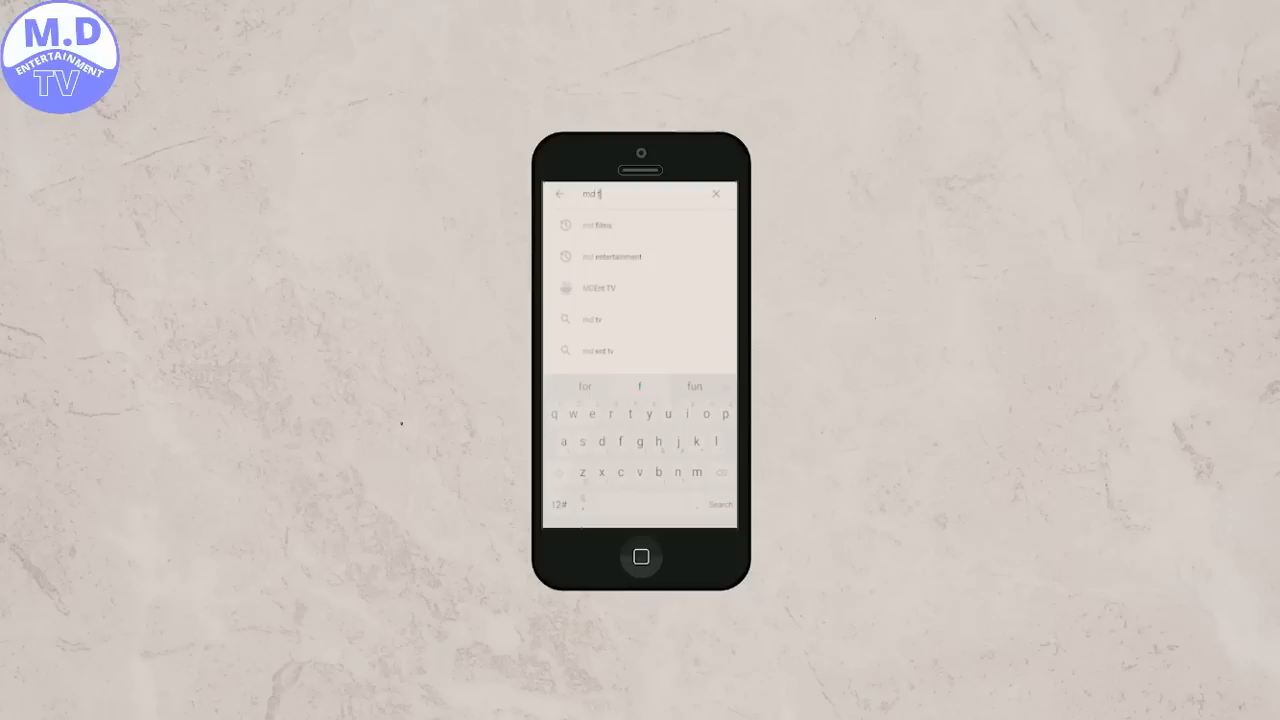 M.D
ENTERTAINMENT
TV
md f
md films
md entertainment
MDEnt TV
md tv
md ent tv
for f fun
q w e r t y u i o p
a s d f g h j k l
z x c v b n m
12# Search